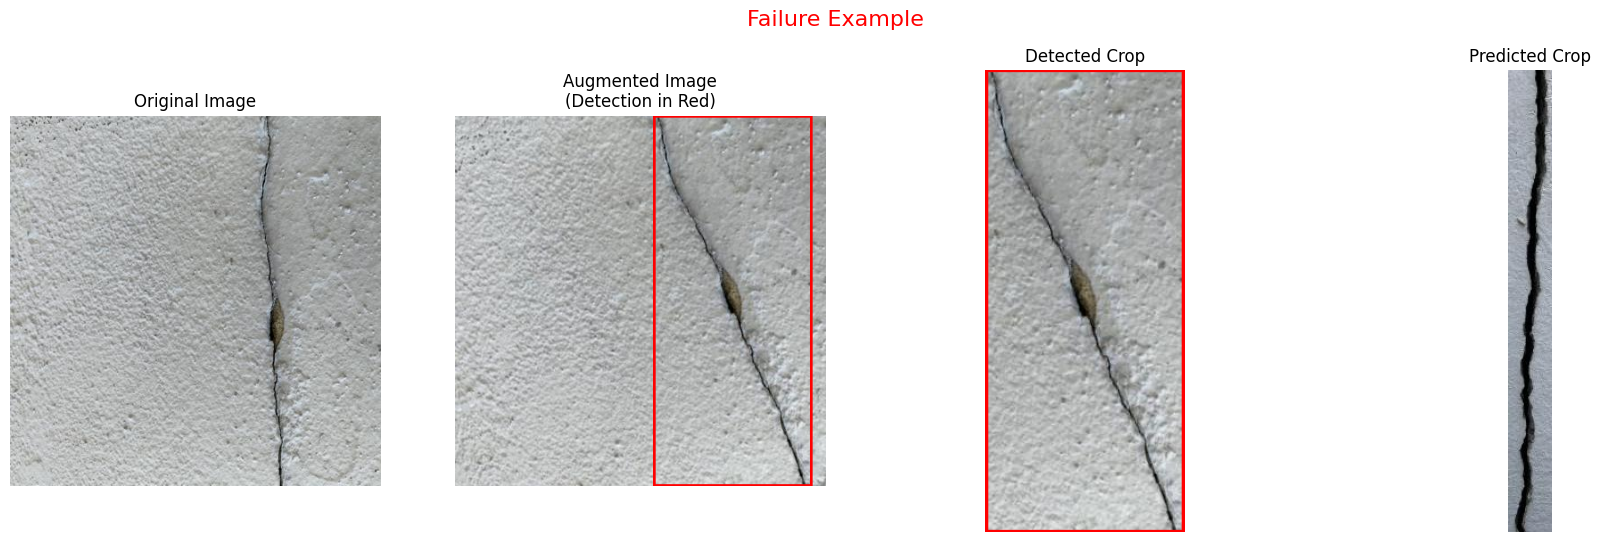 Failure Example
Original Image
Augmented Image
(Detection in Red)
Detected Crop
Predicted Crop